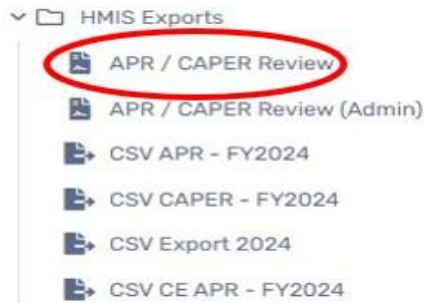 HMIS Exports
APR / CAPER Review
APR / CAPER Review (Admin)
CSV APR - FY2024
CSV CAPER - FY2024
CSV Export 2024
CSV CE APR - FY2024